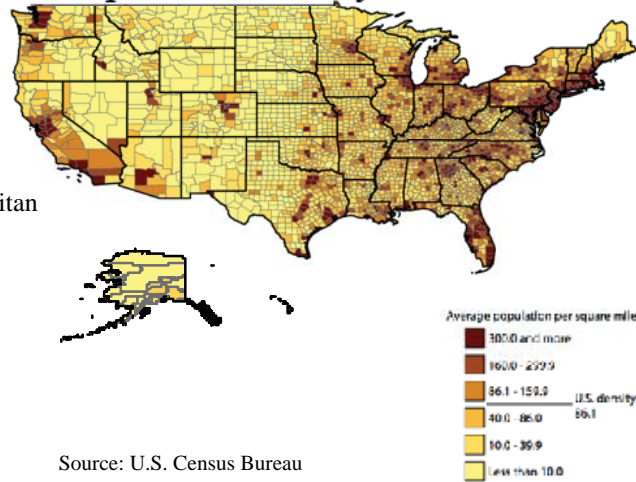 itan
Average population per square mile
300.0 and more
160.0 - 299.9
86.1 - 159.9
U.S. density
86.1
40.0 - 86.0
10.0 - 39.9
Less than 10.0
Source: U.S. Census Bureau